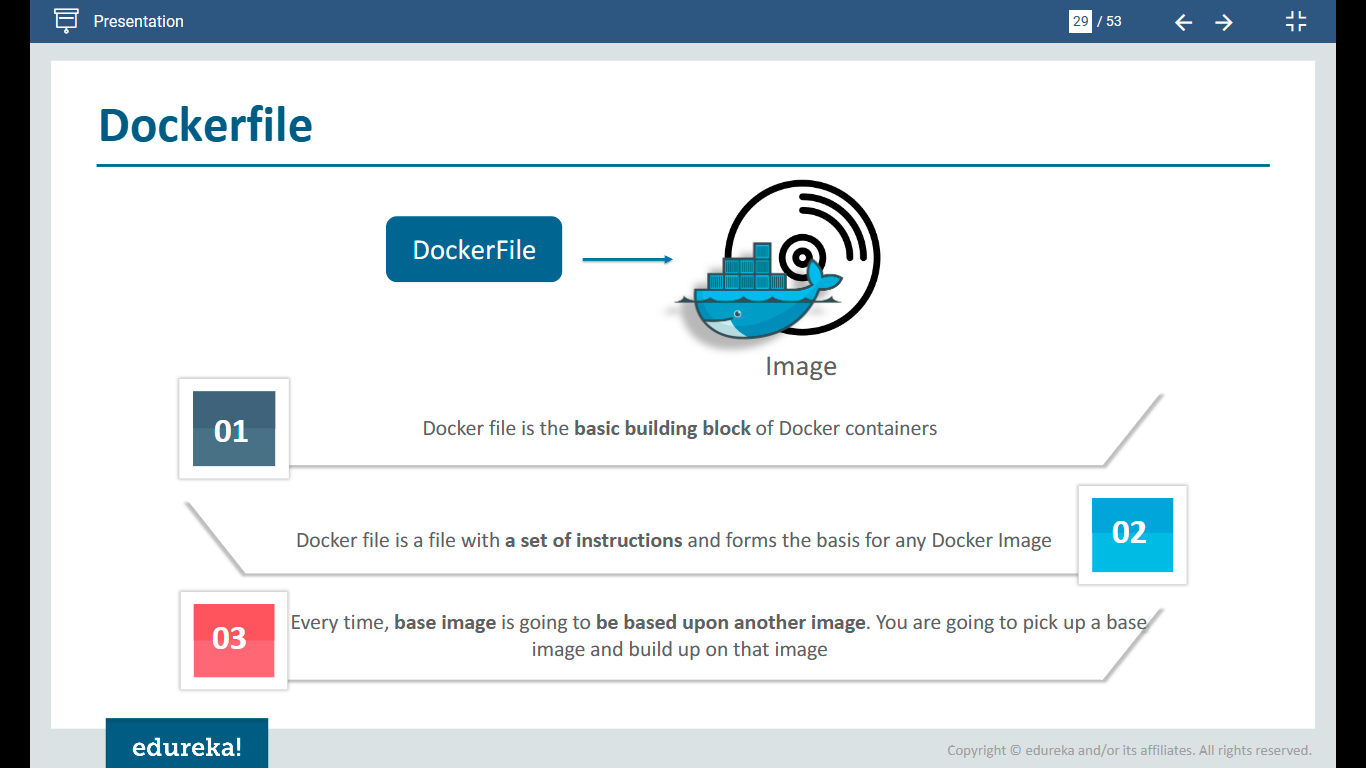 Presentation
29 / 53
Dockerfile
DockerFile
Image
01
Docker file is the basic building block of Docker containers
Docker file is a file with a set of instructions and forms the basis for any Docker Image
02
03
Every time, base image is going to be based upon another image. You are going to pick up a base
image and build up on that image
edureka!
Copyright © edureka and/or its affiliates. All rights reserved.